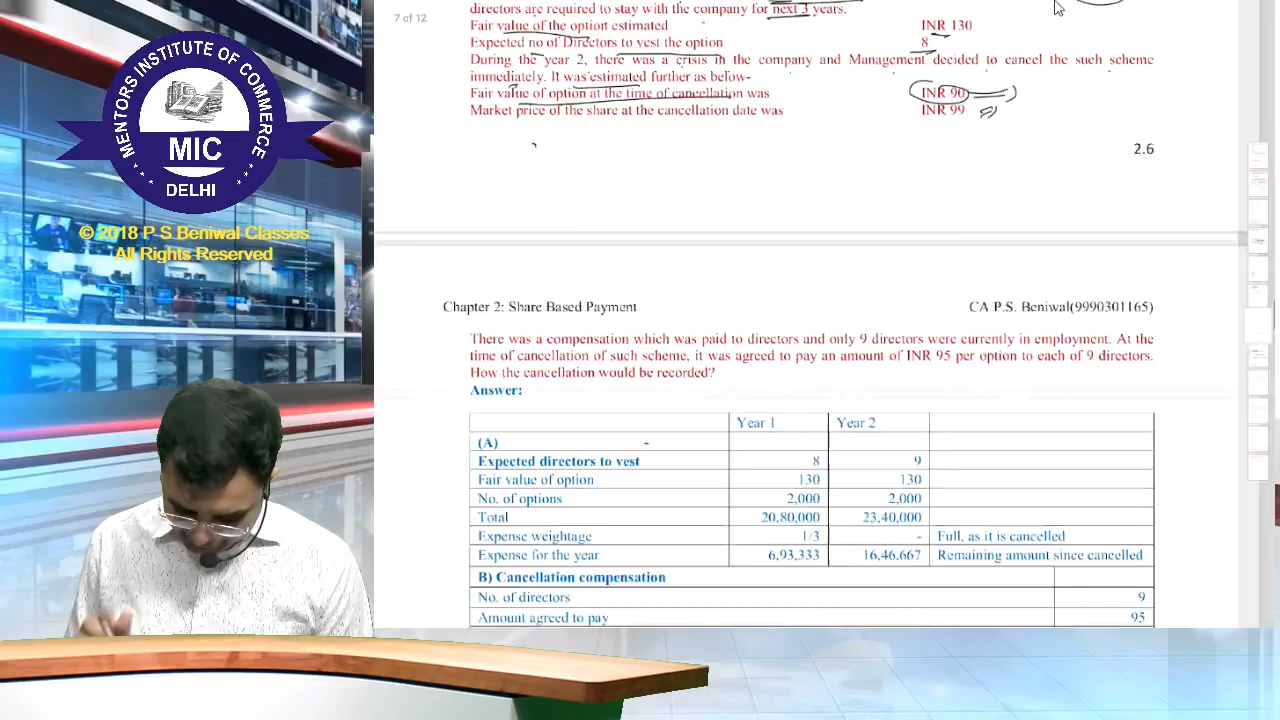 7 of 12
directors are required to stay with the company for next 3 years.
Fair value of the option estimated INR 130
Expected no of Directors to vest the option 8
During the year 2, there was a crisis in the company and Management decided to cancel the such scheme
immediately. It was estimated further as below-
Fair value of option at the time of cancellation was INR 90
Market price of the share at the cancellation date was INR 99
2.6
MENTORS INSTITUTE OF COMMERCE
MIC
DELHI
© 2018 P S Beniwal Classes
All Rights Reserved
Chapter 2: Share Based Payment CA P.S. Beniwal(9990301165)
There was a compensation which was paid to directors and only 9 directors were currently in employment. At the
time of cancellation of such scheme, it was agreed to pay an amount of INR 95 per option to each of 9 directors.
How the cancellation would be recorded?
Answer:
Year 1 Year 2
(A) -
Expected directors to vest 8 9
Fair value of option 130 130
No. of options 2,000 2,000
Total 20,80,000 23,40,000
Expense weightage 1/3 - Full, as it is cancelled
Expense for the year 6,93,333 16,46,667 Remaining amount since cancelled
B) Cancellation compensation
No. of directors 9
Amount agreed to pay 95